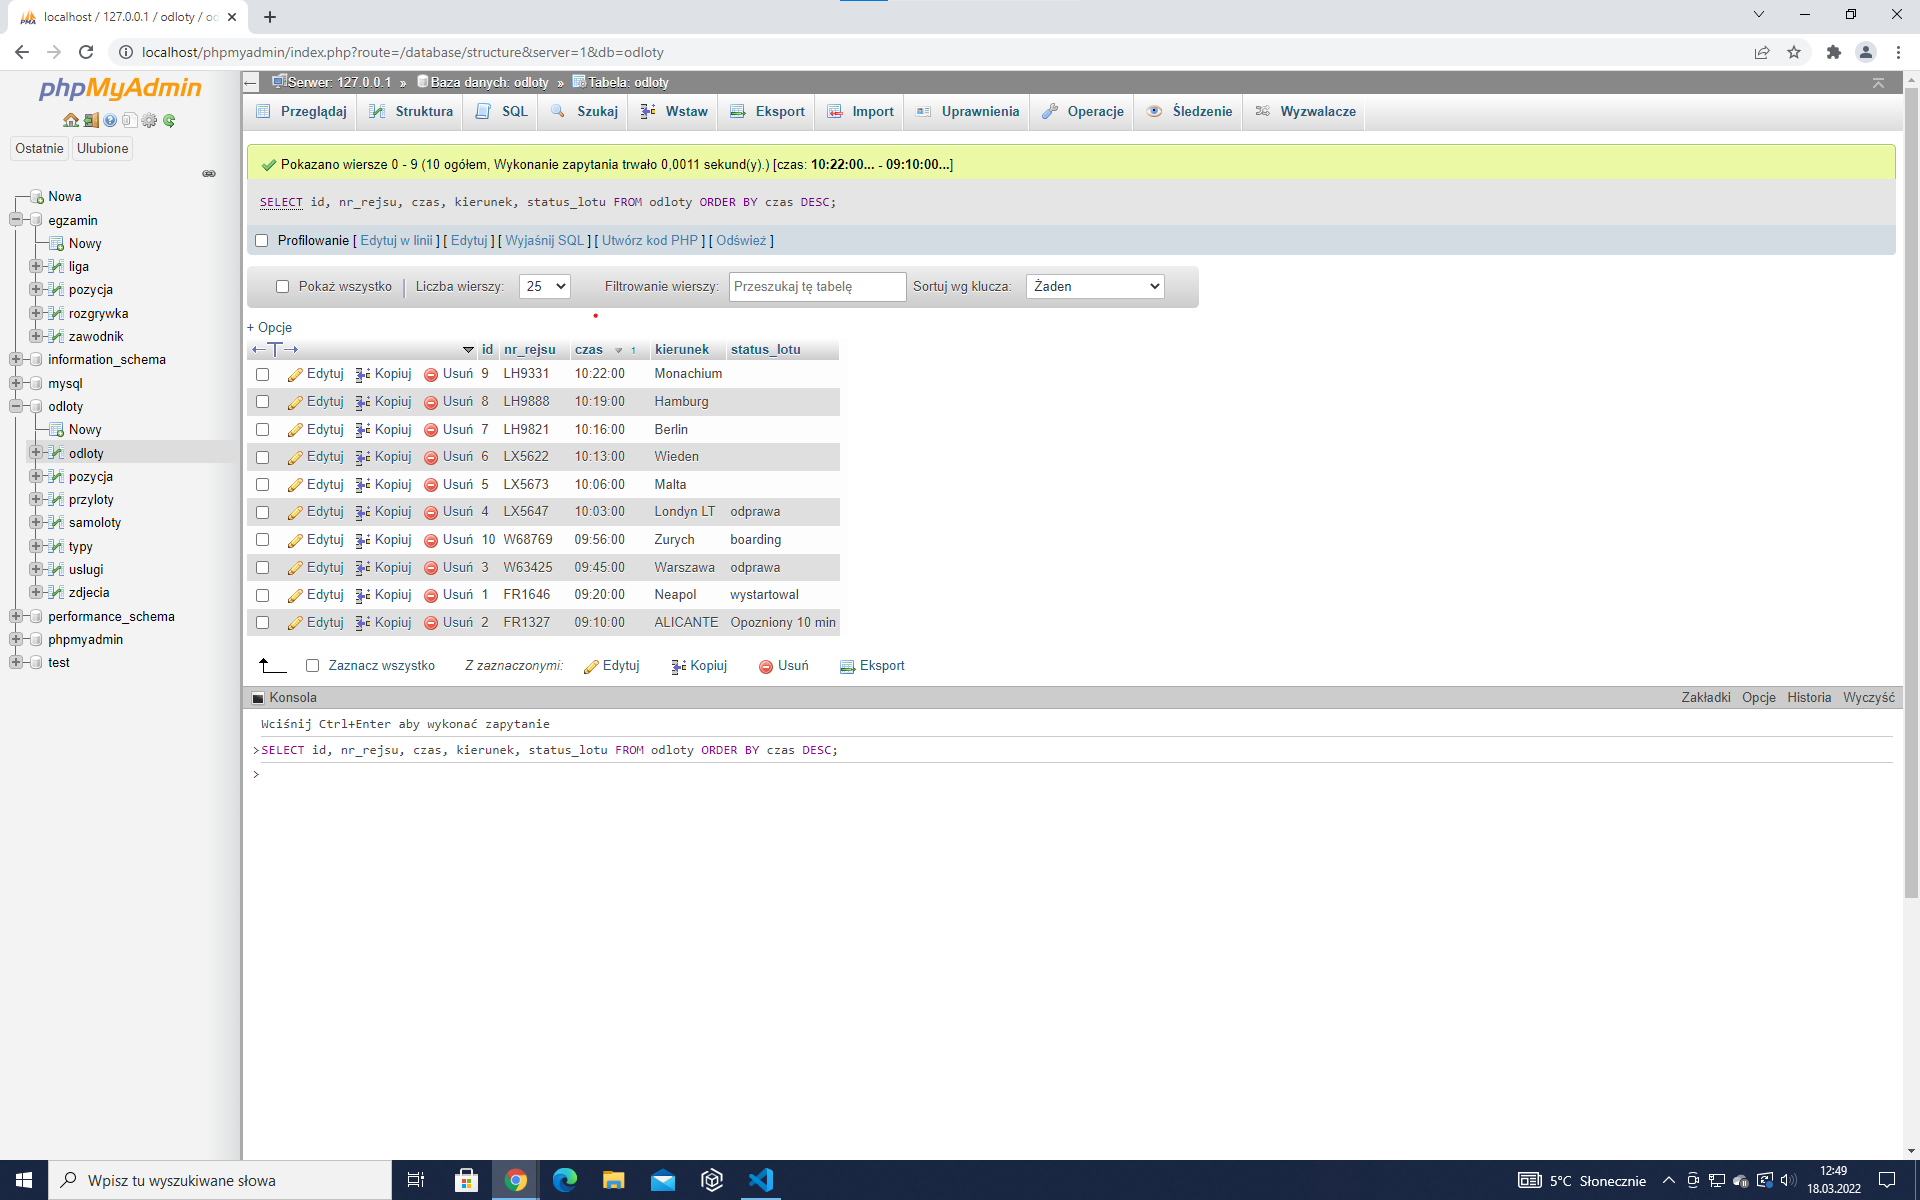 localhost / 127.0.0.1 / odloty / od
localhost/phpmyadmin/index.php?route=/database/structure&server=1&db=odloty
phpMyAdmin
Ostatnie Ulubione
Nowa
egzamin
Nowy
liga
pozycja
rozgrywka
zawodnik
information_schema
mysql
odloty
Nowy
odloty
pozycja
przyloty
samoloty
typy
uslugi
zdjecia
performance_schema
phpmyadmin
test
Serwer: 127.0.0.1 » Baza danych: odloty » Tabela: odloty
Przeglądaj Struktura SQL Szukaj Wstaw Eksport Import Uprawnienia Operacje Śledzenie Wyzwalacze
Pokazano wiersze 0 - 9 (10 ogółem, Wykonanie zapytania trwało 0,0011 sekund(y).) [czas: 10:22:00... - 09:10:00...]
SELECT id, nr_rejsu, czas, kierunek, status_lotu FROM odloty ORDER BY czas DESC;
Profilowanie [ Edytuj w linii ] [ Edytuj ] [ Wyjaśnij SQL ] [ Utwórz kod PHP ] [ Odśwież ]
Pokaż wszystko | Liczba wierszy: 25 Filtrowanie wierszy: Przeszukaj tę tabelę Sortuj wg klucza: Żaden
+ Opcje
←T→ id nr_rejsu czas 1 kierunek status_lotu
Edytuj Kopiuj Usuń 9 LH9331 10:22:00 Monachium
Edytuj Kopiuj Usuń 8 LH9888 10:19:00 Hamburg
Edytuj Kopiuj Usuń 7 LH9821 10:16:00 Berlin
Edytuj Kopiuj Usuń 6 LX5622 10:13:00 Wieden
Edytuj Kopiuj Usuń 5 LX5673 10:06:00 Malta
Edytuj Kopiuj Usuń 4 LX5647 10:03:00 Londyn LT odprawa
Edytuj Kopiuj Usuń 10 W68769 09:56:00 Zurych boarding
Edytuj Kopiuj Usuń 3 W63425 09:45:00 Warszawa odprawa
Edytuj Kopiuj Usuń 1 FR1646 09:20:00 Neapol wystartowal
Edytuj Kopiuj Usuń 2 FR1327 09:10:00 ALICANTE Opozniony 10 min
Zaznacz wszystko Z zaznaczonymi: Edytuj Kopiuj Usuń Eksport
Konsola Zakładki Opcje Historia Wyczyść
Wciśnij Ctrl+Enter aby wykonać zapytanie
>SELECT id, nr_rejsu, czas, kierunek, status_lotu FROM odloty ORDER BY czas DESC;
>
Wpisz tu wyszukiwane słowa
5°C Słonecznie
12:49
18.03.2022